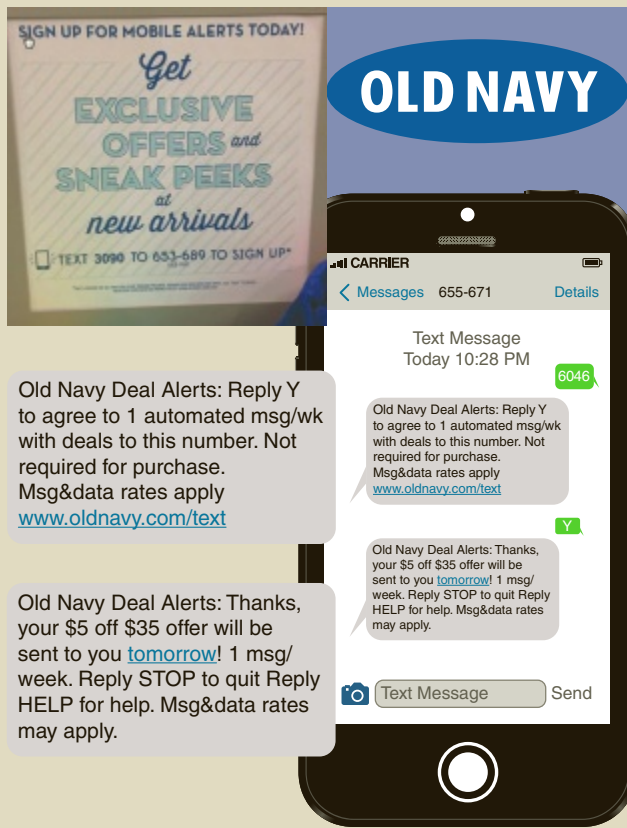 SIGN UP FOR MOBILE ALERTS TODAY!
Get
EXCLUSIVE
OFFERS and
SNEAK PEEKS
at
new arrivals
TEXT 3090 TO 653-689 TO SIGN UP*
OLD NAVY
CARRIER
Messages 655-671 Details
Text Message
Today 10:28 PM
6046
Old Navy Deal Alerts: Reply Y
to agree to 1 automated msg/wk
with deals to this number. Not
required for purchase.
Msg&data rates apply
www.oldnavy.com/text
Y
Old Navy Deal Alerts: Thanks,
your $5 off $35 offer will be
sent to you tomorrow! 1 msg/
week. Reply STOP to quit Reply
HELP for help. Msg&data rates
may apply.
Text Message Send
Old Navy Deal Alerts: Reply Y
to agree to 1 automated msg/wk
with deals to this number. Not
required for purchase.
Msg&data rates apply
www.oldnavy.com/text
Old Navy Deal Alerts: Thanks,
your $5 off $35 offer will be
sent to you tomorrow! 1 msg/
week. Reply STOP to quit Reply
HELP for help. Msg&data rates
may apply.